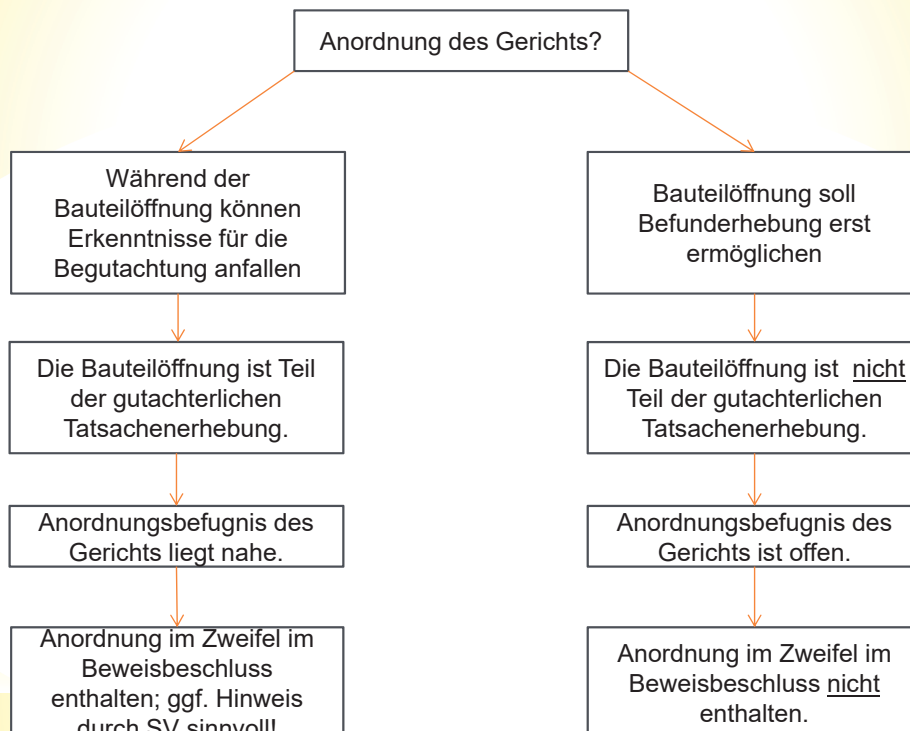 Anordnung des Gerichts?
Während der
Bauteilöffnung können
Erkenntnisse für die
Begutachtung anfallen
Die Bauteilöffnung ist Teil
der gutachterlichen
Tatsachenerhebung.
Anordnungsbefugnis des
Gerichts liegt nahe.
Anordnung im Zweifel im
Beweisbeschluss
enthalten; ggf. Hinweis
durch SV sinnvoll!
Bauteilöffnung soll
Befunderhebung erst
ermöglichen
Die Bauteilöffnung ist nicht
Teil der gutachterlichen
Tatsachenerhebung.
Anordnungsbefugnis des
Gerichts ist offen.
Anordnung im Zweifel im
Beweisbeschluss nicht
enthalten.